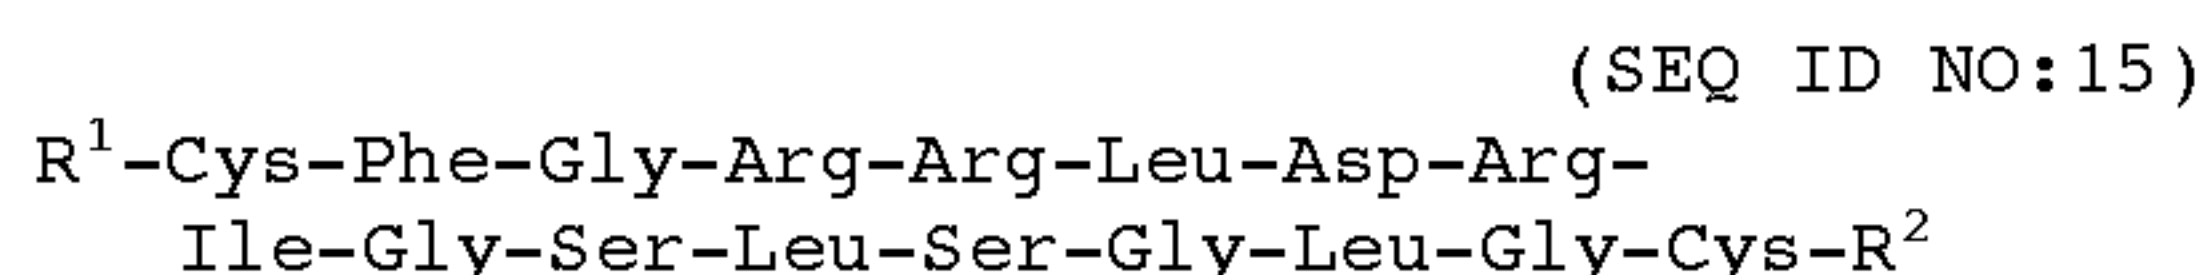 (SEQ ID NO:15)
R¹-Cys-Phe-Gly-Arg-Arg-Leu-Asp-Arg-
Ile-Gly-Ser-Leu-Ser-Gly-Leu-Gly-Cys-R²